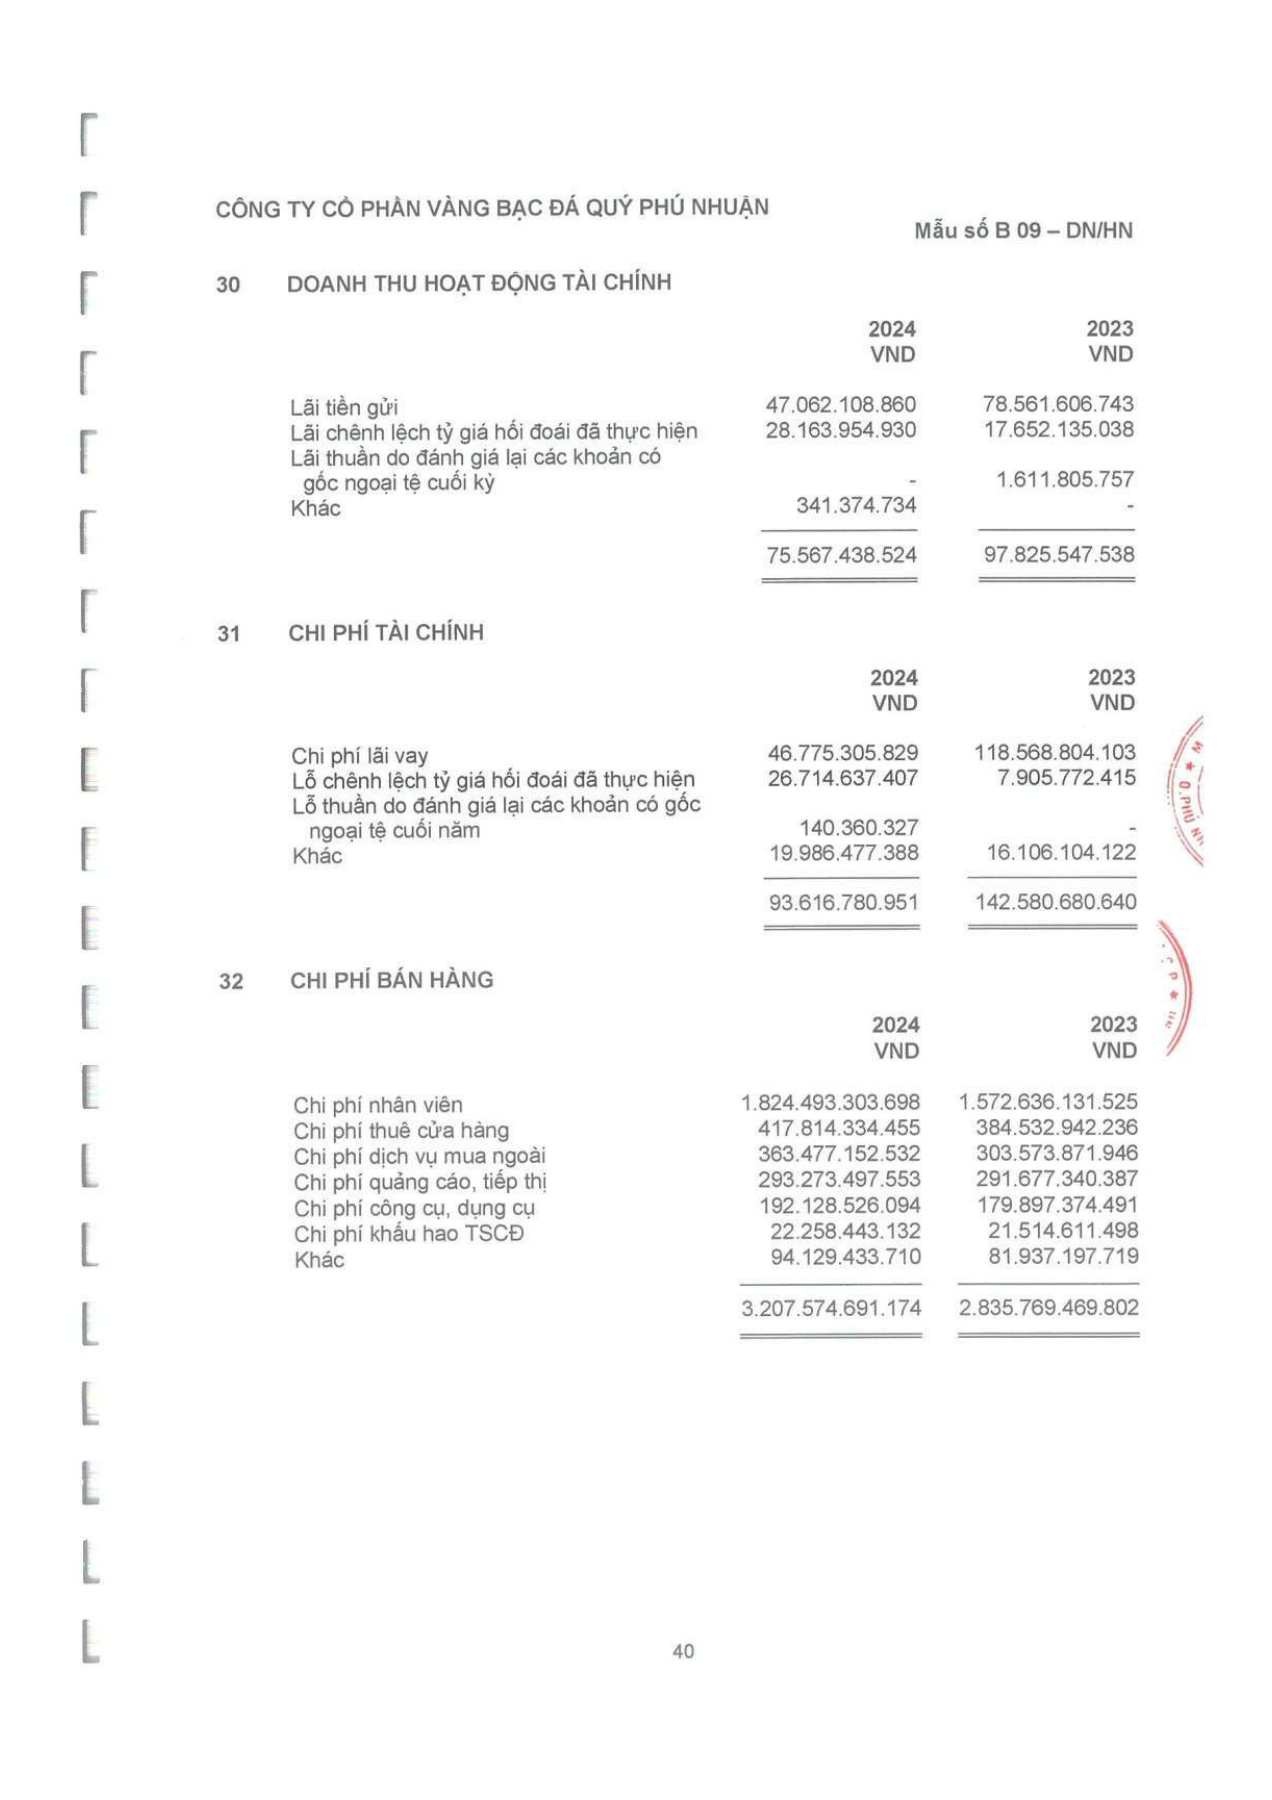 CÔNG TY CỔ PHẦN VÀNG BẠC ĐÁ QUÝ PHÚ NHUẬN
Mẫu số B 09 – DN/HN
30 DOANH THU HOẠT ĐỘNG TÀI CHÍNH
2024 2023
VND VND
Lãi tiền gửi 47.062.108.860 78.561.606.743
Lãi chênh lệch tỷ giá hối đoái đã thực hiện 28.163.954.930 17.652.135.038
Lãi thuần do đánh giá lại các khoản có
gốc ngoại tệ cuối kỳ - 1.611.805.757
Khác 341.374.734 -
75.567.438.524 97.825.547.538
31 CHI PHÍ TÀI CHÍNH
2024 2023
VND VND
Chi phí lãi vay 46.775.305.829 118.568.804.103
Lỗ chênh lệch tỷ giá hối đoái đã thực hiện 26.714.637.407 7.905.772.415
Lỗ thuần do đánh giá lại các khoản có gốc
ngoại tệ cuối năm 140.360.327 -
Khác 19.986.477.388 16.106.104.122
93.616.780.951 142.580.680.640
32 CHI PHÍ BÁN HÀNG
2024 2023
VND VND
Chi phí nhân viên 1.824.493.303.698 1.572.636.131.525
Chi phí thuê cửa hàng 417.814.334.455 384.532.942.236
Chi phí dịch vụ mua ngoài 363.477.152.532 303.573.871.946
Chi phí quảng cáo, tiếp thị 293.273.497.553 291.677.340.387
Chi phí công cụ, dụng cụ 192.128.526.094 179.897.374.491
Chi phí khấu hao TSCĐ 22.258.443.132 21.514.611.498
Khác 94.129.433.710 81.937.197.719
3.207.574.691.174 2.835.769.469.802
40